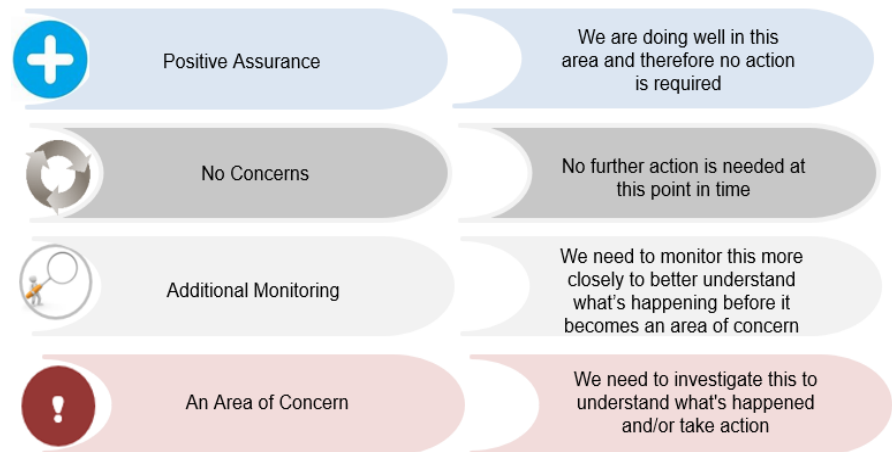 Positive Assurance
We are doing well in this
area and therefore no action
is required
No Concerns
No further action is needed at
this point in time
Additional Monitoring
We need to monitor this more
closely to better understand
what’s happening before it
becomes an area of concern
An Area of Concern
We need to investigate this to
understand what's happened
and/or take action